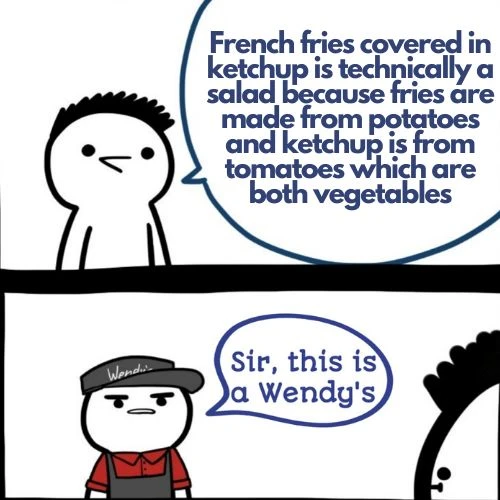 French fries covered in
ketchup is technically a
salad because fries are
made from potatoes
and ketchup is from
tomatoes which are
both vegetables
Wendy's
Sir, this is
a Wendy's